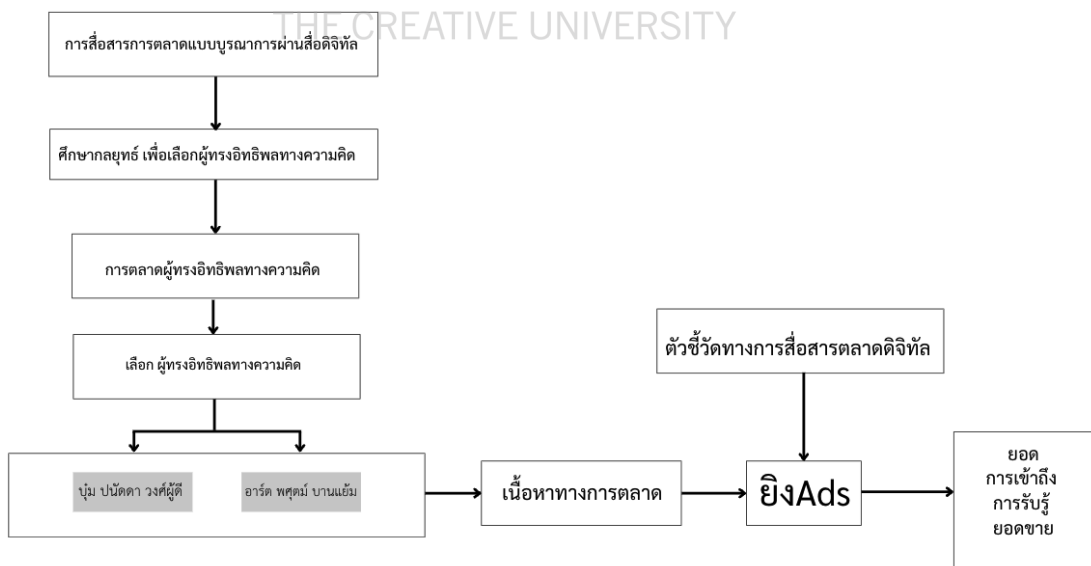 THE CREATIVE UNIVERSITY
การสื่อสารการตลาดแบบบูรณาการผ่านสื่อดิจิทัล
ศึกษากลยุทธ์ เพื่อเลือกผู้ทรงอิทธิพลทางความคิด
การตลาดผู้ทรงอิทธิพลทางความคิด
เลือก ผู้ทรงอิทธิพลทางความคิด
บุ๋ม ปนัดดา วงศ์ผู้ดี
อาร์ต พศุตม์ บานแย้ม
เนื้อหาทางการตลาด
ตัวชี้วัดทางการสื่อสารตลาดดิจิทัล
ยิงAds
ยอด
การเข้าถึง
การรับรู้
ยอดขาย